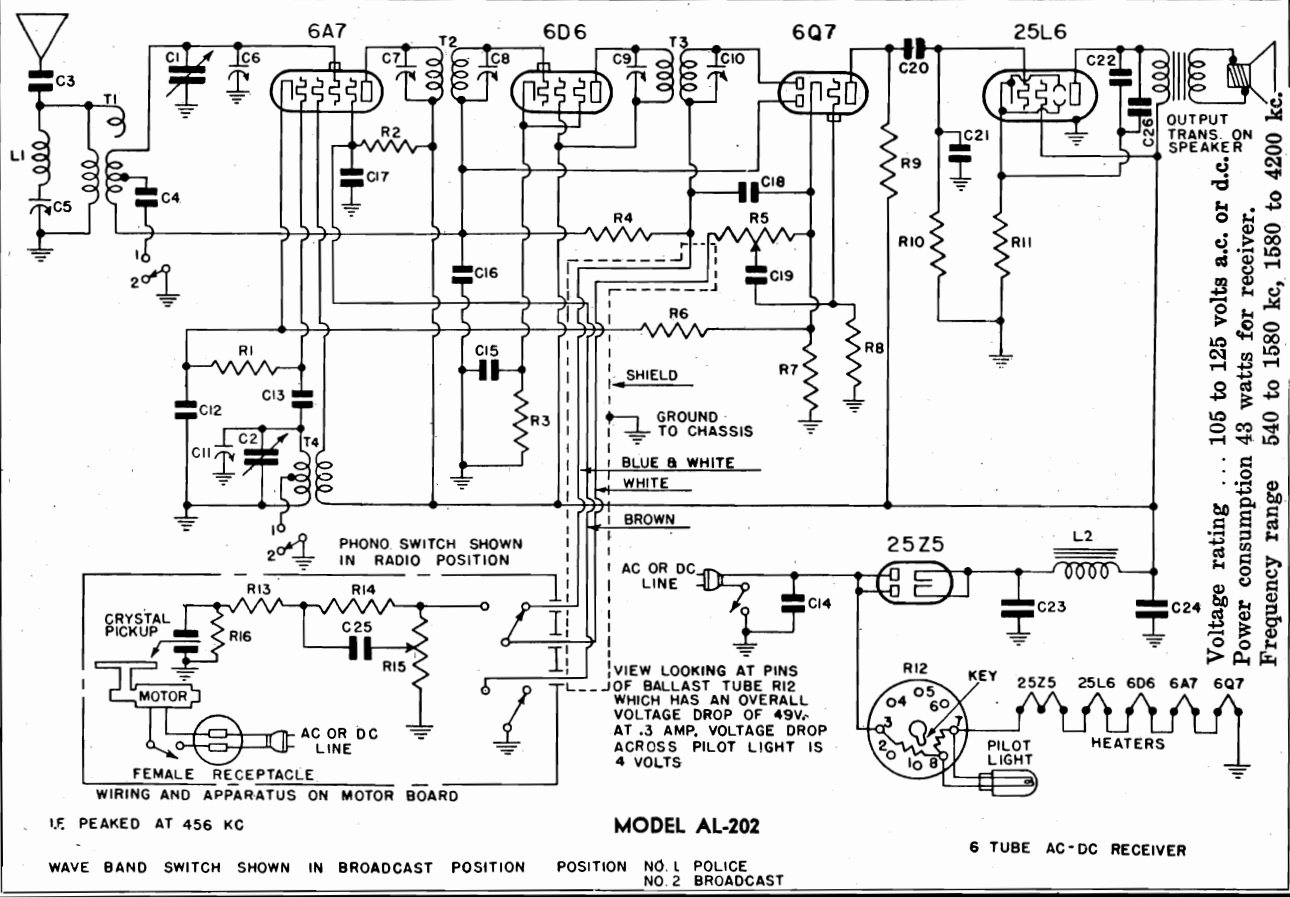 6A7
6D6
6Q7
25L6
C3
C1
C6
C7
T2
C8
C9
T3
C10
C20
C22
C26
OUTPUT
TRANS. ON
SPEAKER
T1
L1
C5
C4
1
2
R2
C17
C18
R4
R5
C19
C16
R9
C21
R10
R11
R6
R7
R8
R1
C13
C12
C11
C2
T4
1
2
C15
R3
SHIELD
GROUND
TO CHASSIS
BLUE & WHITE
WHITE
BROWN
PHONO SWITCH SHOWN
IN RADIO POSITION
AC OR DC
LINE
C14
25Z5
L2
C23
C24
CRYSTAL
PICKUP
R16
R13
R14
C25
R15
MOTOR
AC OR DC
LINE
FEMALE RECEPTACLE
WIRING AND APPARATUS ON MOTOR BOARD
VIEW LOOKING AT PINS
OF BALLAST TUBE R12
WHICH HAS AN OVERALL
VOLTAGE DROP OF 49V.
AT .3 AMP. VOLTAGE DROP
ACROSS PILOT LIGHT IS
4 VOLTS
R12
KEY
4
5
6
3
7
2
1
8
PILOT
LIGHT
25Z5 25L6 6D6 6A7 6Q7
HEATERS
Voltage rating ... 105 to 125 volts a.c. or d.c.
Power consumption 43 watts for receiver.
Frequency range 540 to 1580 kc, 1580 to 4200 kc.
I.F. PEAKED AT 456 KC
MODEL AL-202
6 TUBE AC-DC RECEIVER
WAVE BAND SWITCH SHOWN IN BROADCAST POSITION POSITION NO. 1 POLICE
NO. 2 BROADCAST